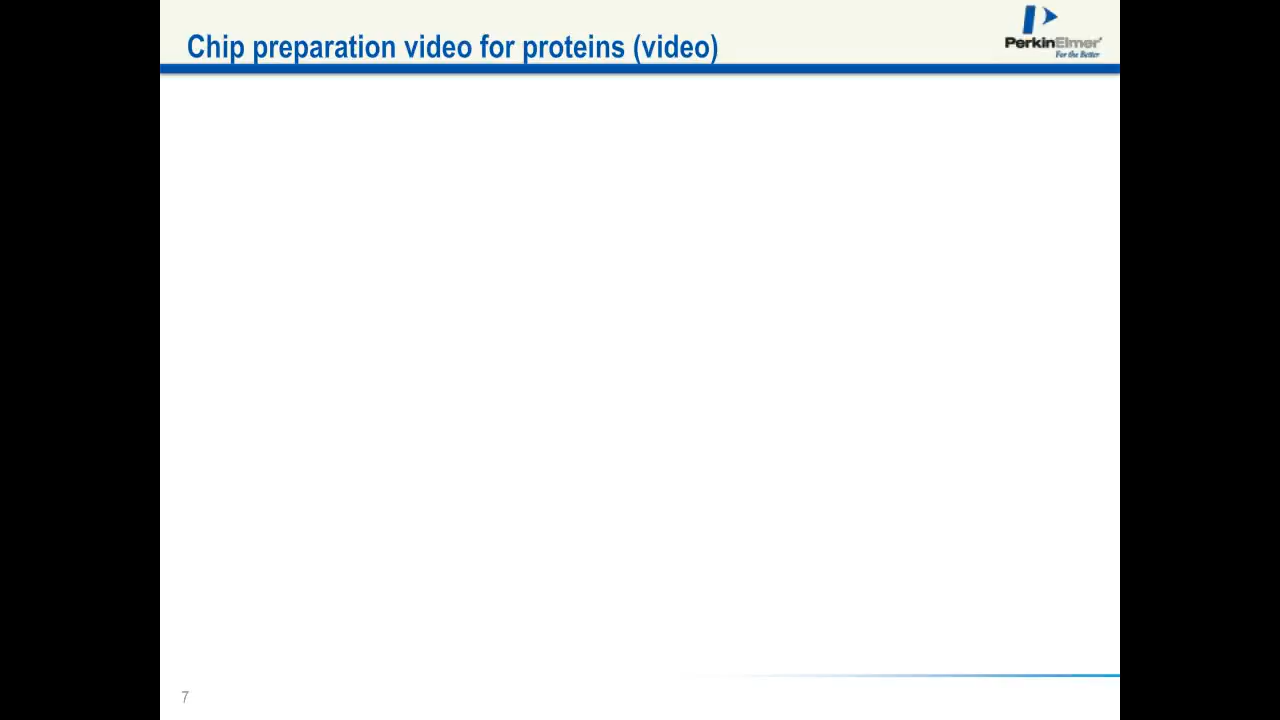 Chip preparation video for proteins (video)
PerkinElmer
For the Better
7